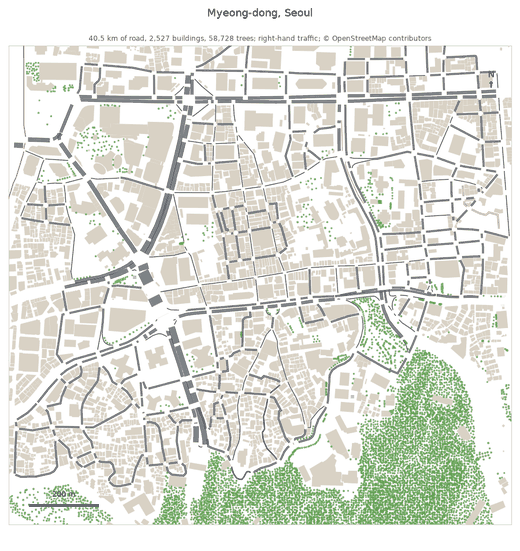 Myeong-dong, Seoul
40.5 km of road, 2,527 buildings, 58,728 trees; right-hand traffic; © OpenStreetMap contributors
N
200 m